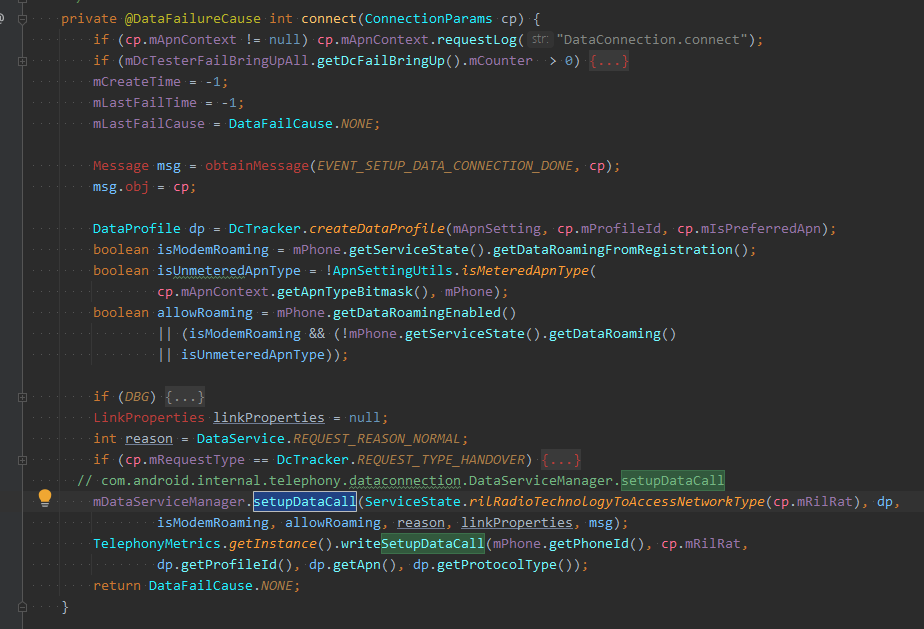 private @DataFailureCause int connect(ConnectionParams cp) {
if (cp.mApnContext != null) cp.mApnContext.requestLog( str: "DataConnection.connect");
if (mDcTesterFailBringUpAll.getDcFailBringUp().mCounter > 0) {...}
mCreateTime = -1;
mLastFailTime = -1;
mLastFailCause = DataFailCause.NONE;
Message msg = obtainMessage(EVENT_SETUP_DATA_CONNECTION_DONE, cp);
msg.obj = cp;
DataProfile dp = DcTracker.createDataProfile(mApnSetting, cp.mProfileId, cp.mIsPreferredApn);
boolean isModemRoaming = mPhone.getServiceState().getDataRoamingFromRegistration();
boolean isUnmeteredApnType = !ApnSettingUtils.isMeteredApnType(
cp.mApnContext.getApnTypeBitmask(), mPhone);
boolean allowRoaming = mPhone.getDataRoamingEnabled()
|| (isModemRoaming && (!mPhone.getServiceState().getDataRoaming()
|| isUnmeteredApnType));
if (DBG) {...}
LinkProperties linkProperties = null;
int reason = DataService.REQUEST_REASON_NORMAL;
if (cp.mRequestType == DcTracker.REQUEST_TYPE_HANDOVER) {...}
// com.android.internal.telephony.dataconnection.DataServiceManager.setupDataCall
mDataServiceManager.setupDataCall(ServiceState.rilRadioTechnologyToAccessNetworkType(cp.mRilRat), dp,
isModemRoaming, allowRoaming, reason, linkProperties, msg);
TelephonyMetrics.getInstance().writeSetupDataCall(mPhone.getPhoneId(), cp.mRilRat,
dp.getProfileId(), dp.getApn(), dp.getProtocolType());
return DataFailCause.NONE;
}